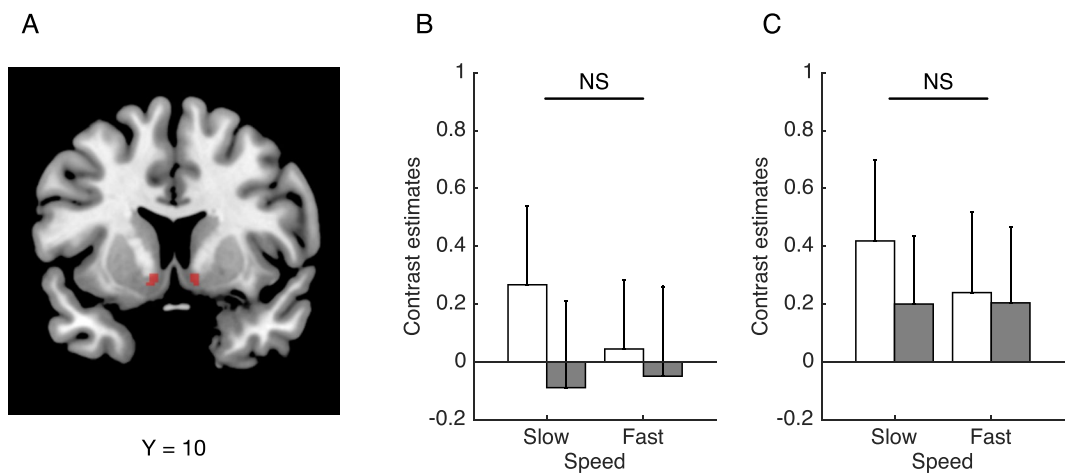 A
Y = 10
B
NS
Contrast estimates
1
0.8
0.6
0.4
0.2
0
-0.2
Slow
Fast
Speed
C
NS
Contrast estimates
1
0.8
0.6
0.4
0.2
0
-0.2
Slow
Fast
Speed